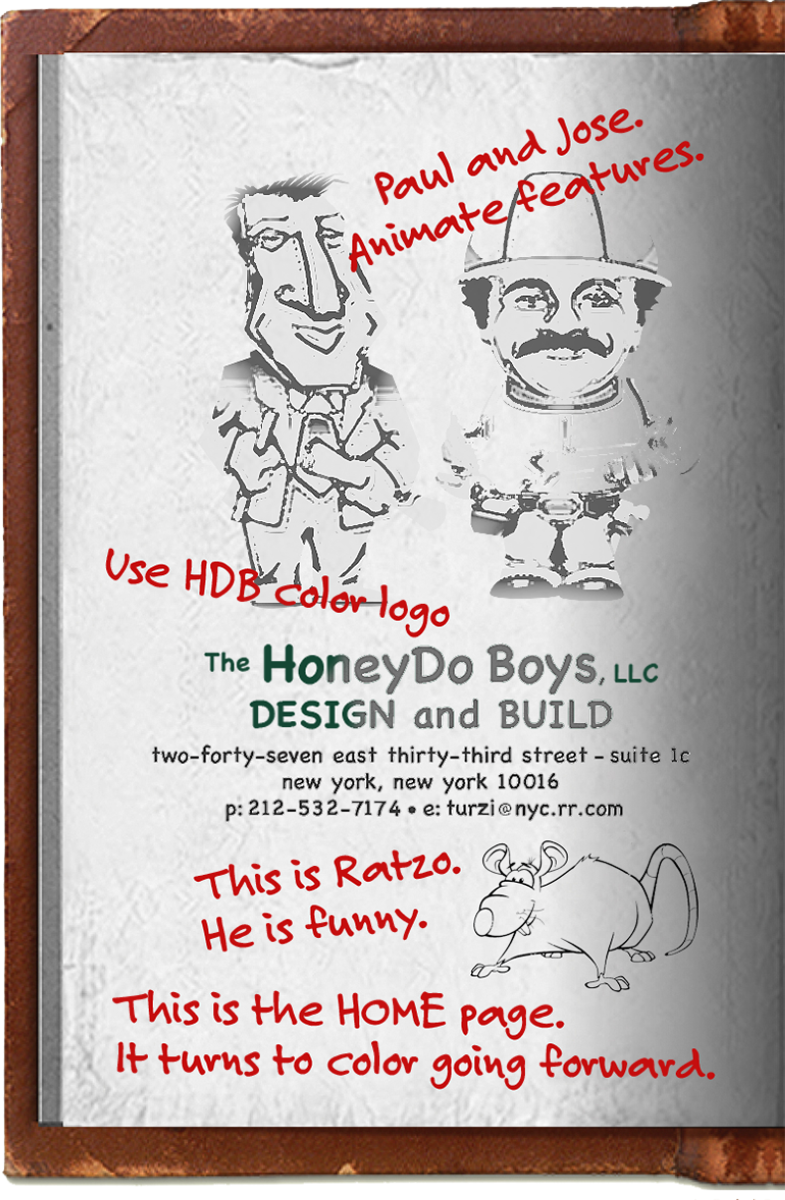 Paul and Jose.
Animate features.
Use HDB color logo
The HoneyDo Boys, LLC
DESIGN and BUILD
two-forty-seven east thirty-third street - suite 1c
new york, new york 10016
p: 212-532-7174 • e: turzi@nyc.rr.com
This is Ratzo.
He is funny.
This is the HOME page.
It turns to color going forward.